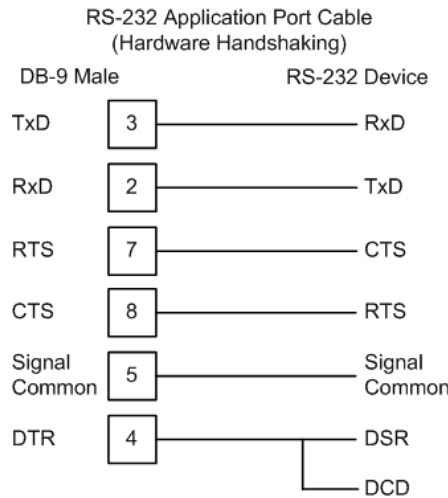 RS-232 Application Port Cable
(Hardware Handshaking)
DB-9 Male RS-232 Device
TxD 3 RxD
RxD 2 TxD
RTS 7 CTS
CTS 8 RTS
Signal Common 5 Signal Common
DTR 4 DSR
DCD